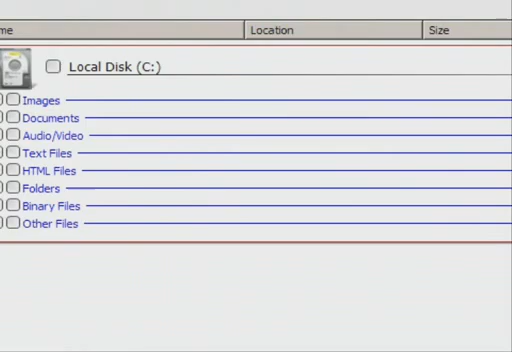 me Location Size
Local Disk (C:)
Images
Documents
Audio/Video
Text Files
HTML Files
Folders
Binary Files
Other Files